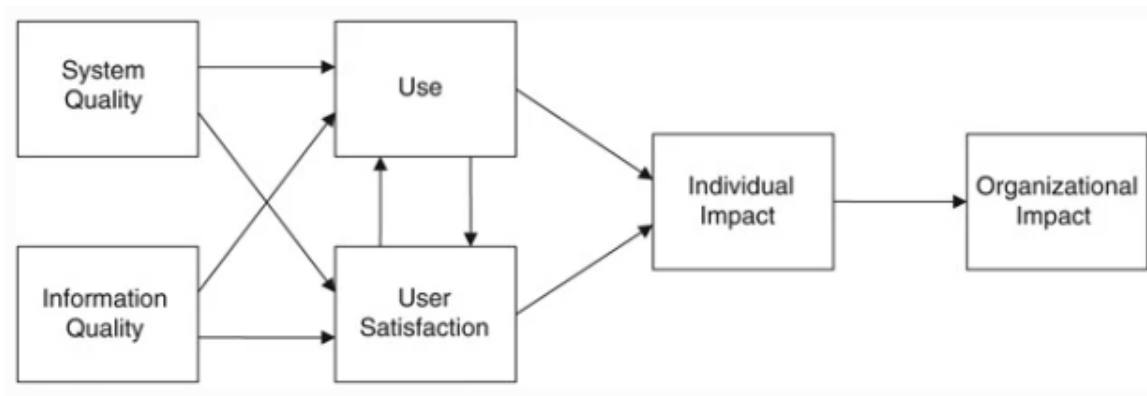 System
Quality
Use
Information
Quality
User
Satisfaction
Individual
Impact
Organizational
Impact